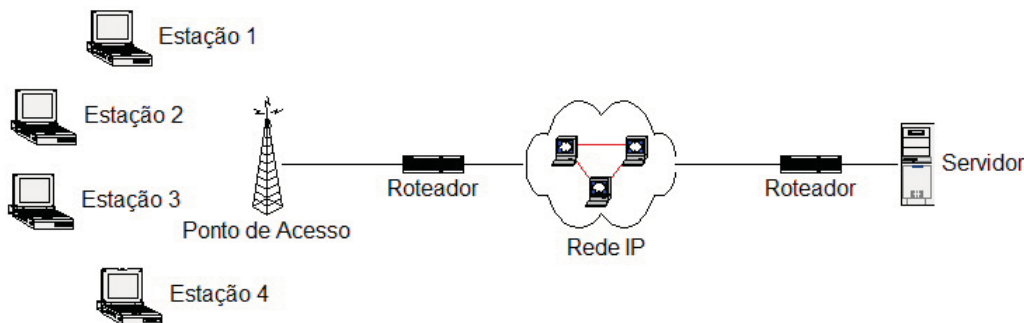 Estação 1
Estação 2
Estação 3
Estação 4
Ponto de Acesso
Roteador
Rede IP
Roteador
Servidor